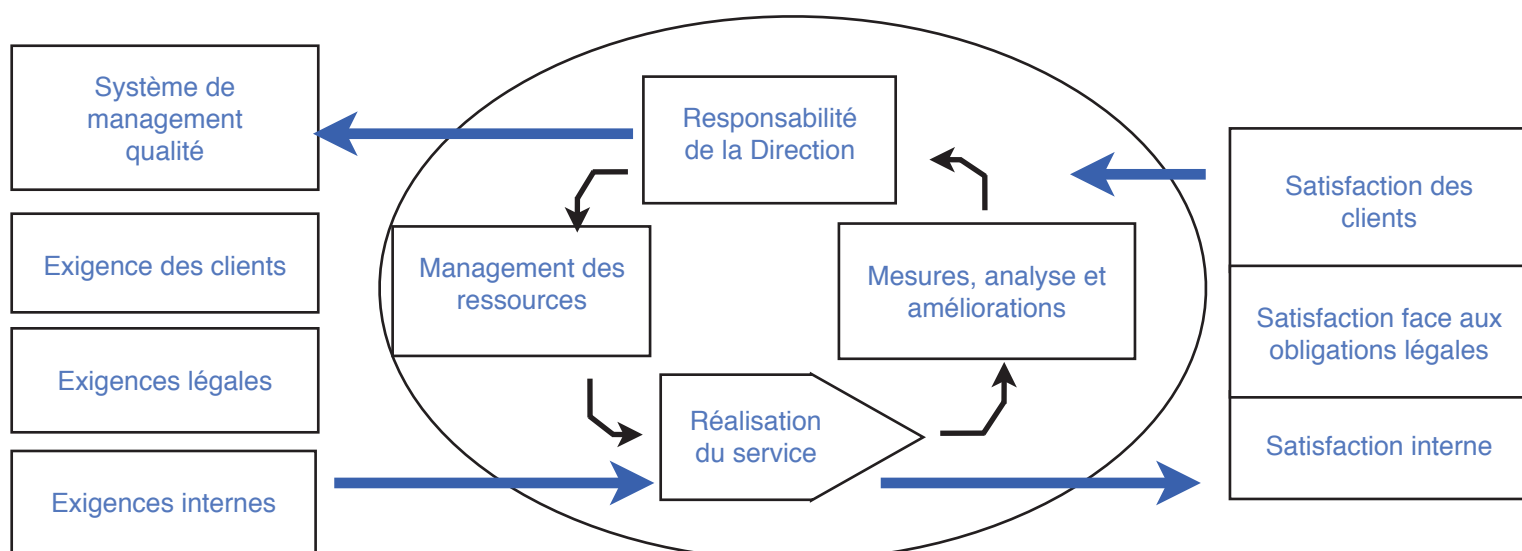 Système de
management
qualité
Exigence des clients
Exigences légales
Exigences internes
Responsabilité
de la Direction
Management des
ressources
Mesures, analyse et
améliorations
Réalisation
du service
Satisfaction des
clients
Satisfaction face aux
obligations légales
Satisfaction interne